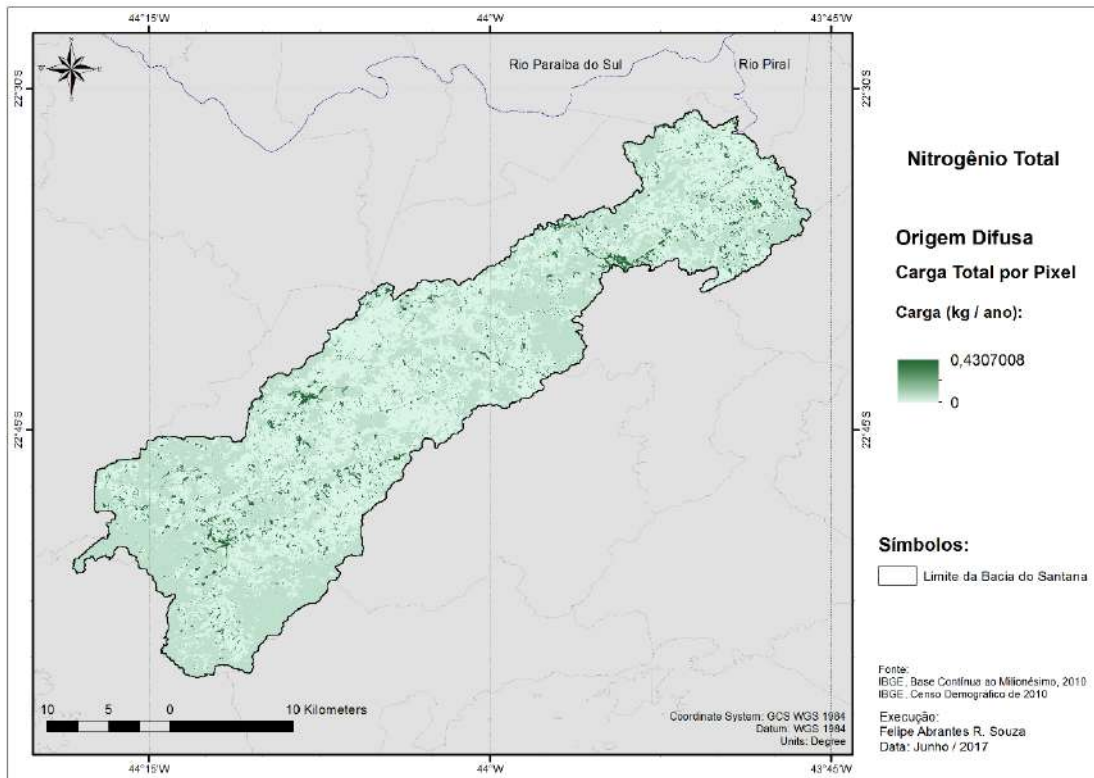 44°15'W 44°W 43°45'W
22°30'S 22°30'S
Rio Paraíba do Sul Rio Piraí
Nitrogênio Total
Origem Difusa
Carga Total por Pixel
Carga (kg / ano):
0,4307008
0
22°45'S 22°45'S
Símbolos:
Limite da Bacia do Santana
Fonte:
IBGE, Base Contínua ao Milionésimo, 2010
IBGE, Censo Demográfico de 2010
Execução:
Felipe Abrantes R. Souza
Data: Junho / 2017
10 5 0 10 Kilometers
Coordinate System: GCS WGS 1984
Datum: WGS 1984
Units: Degree
44°15'W 44°W 43°45'W